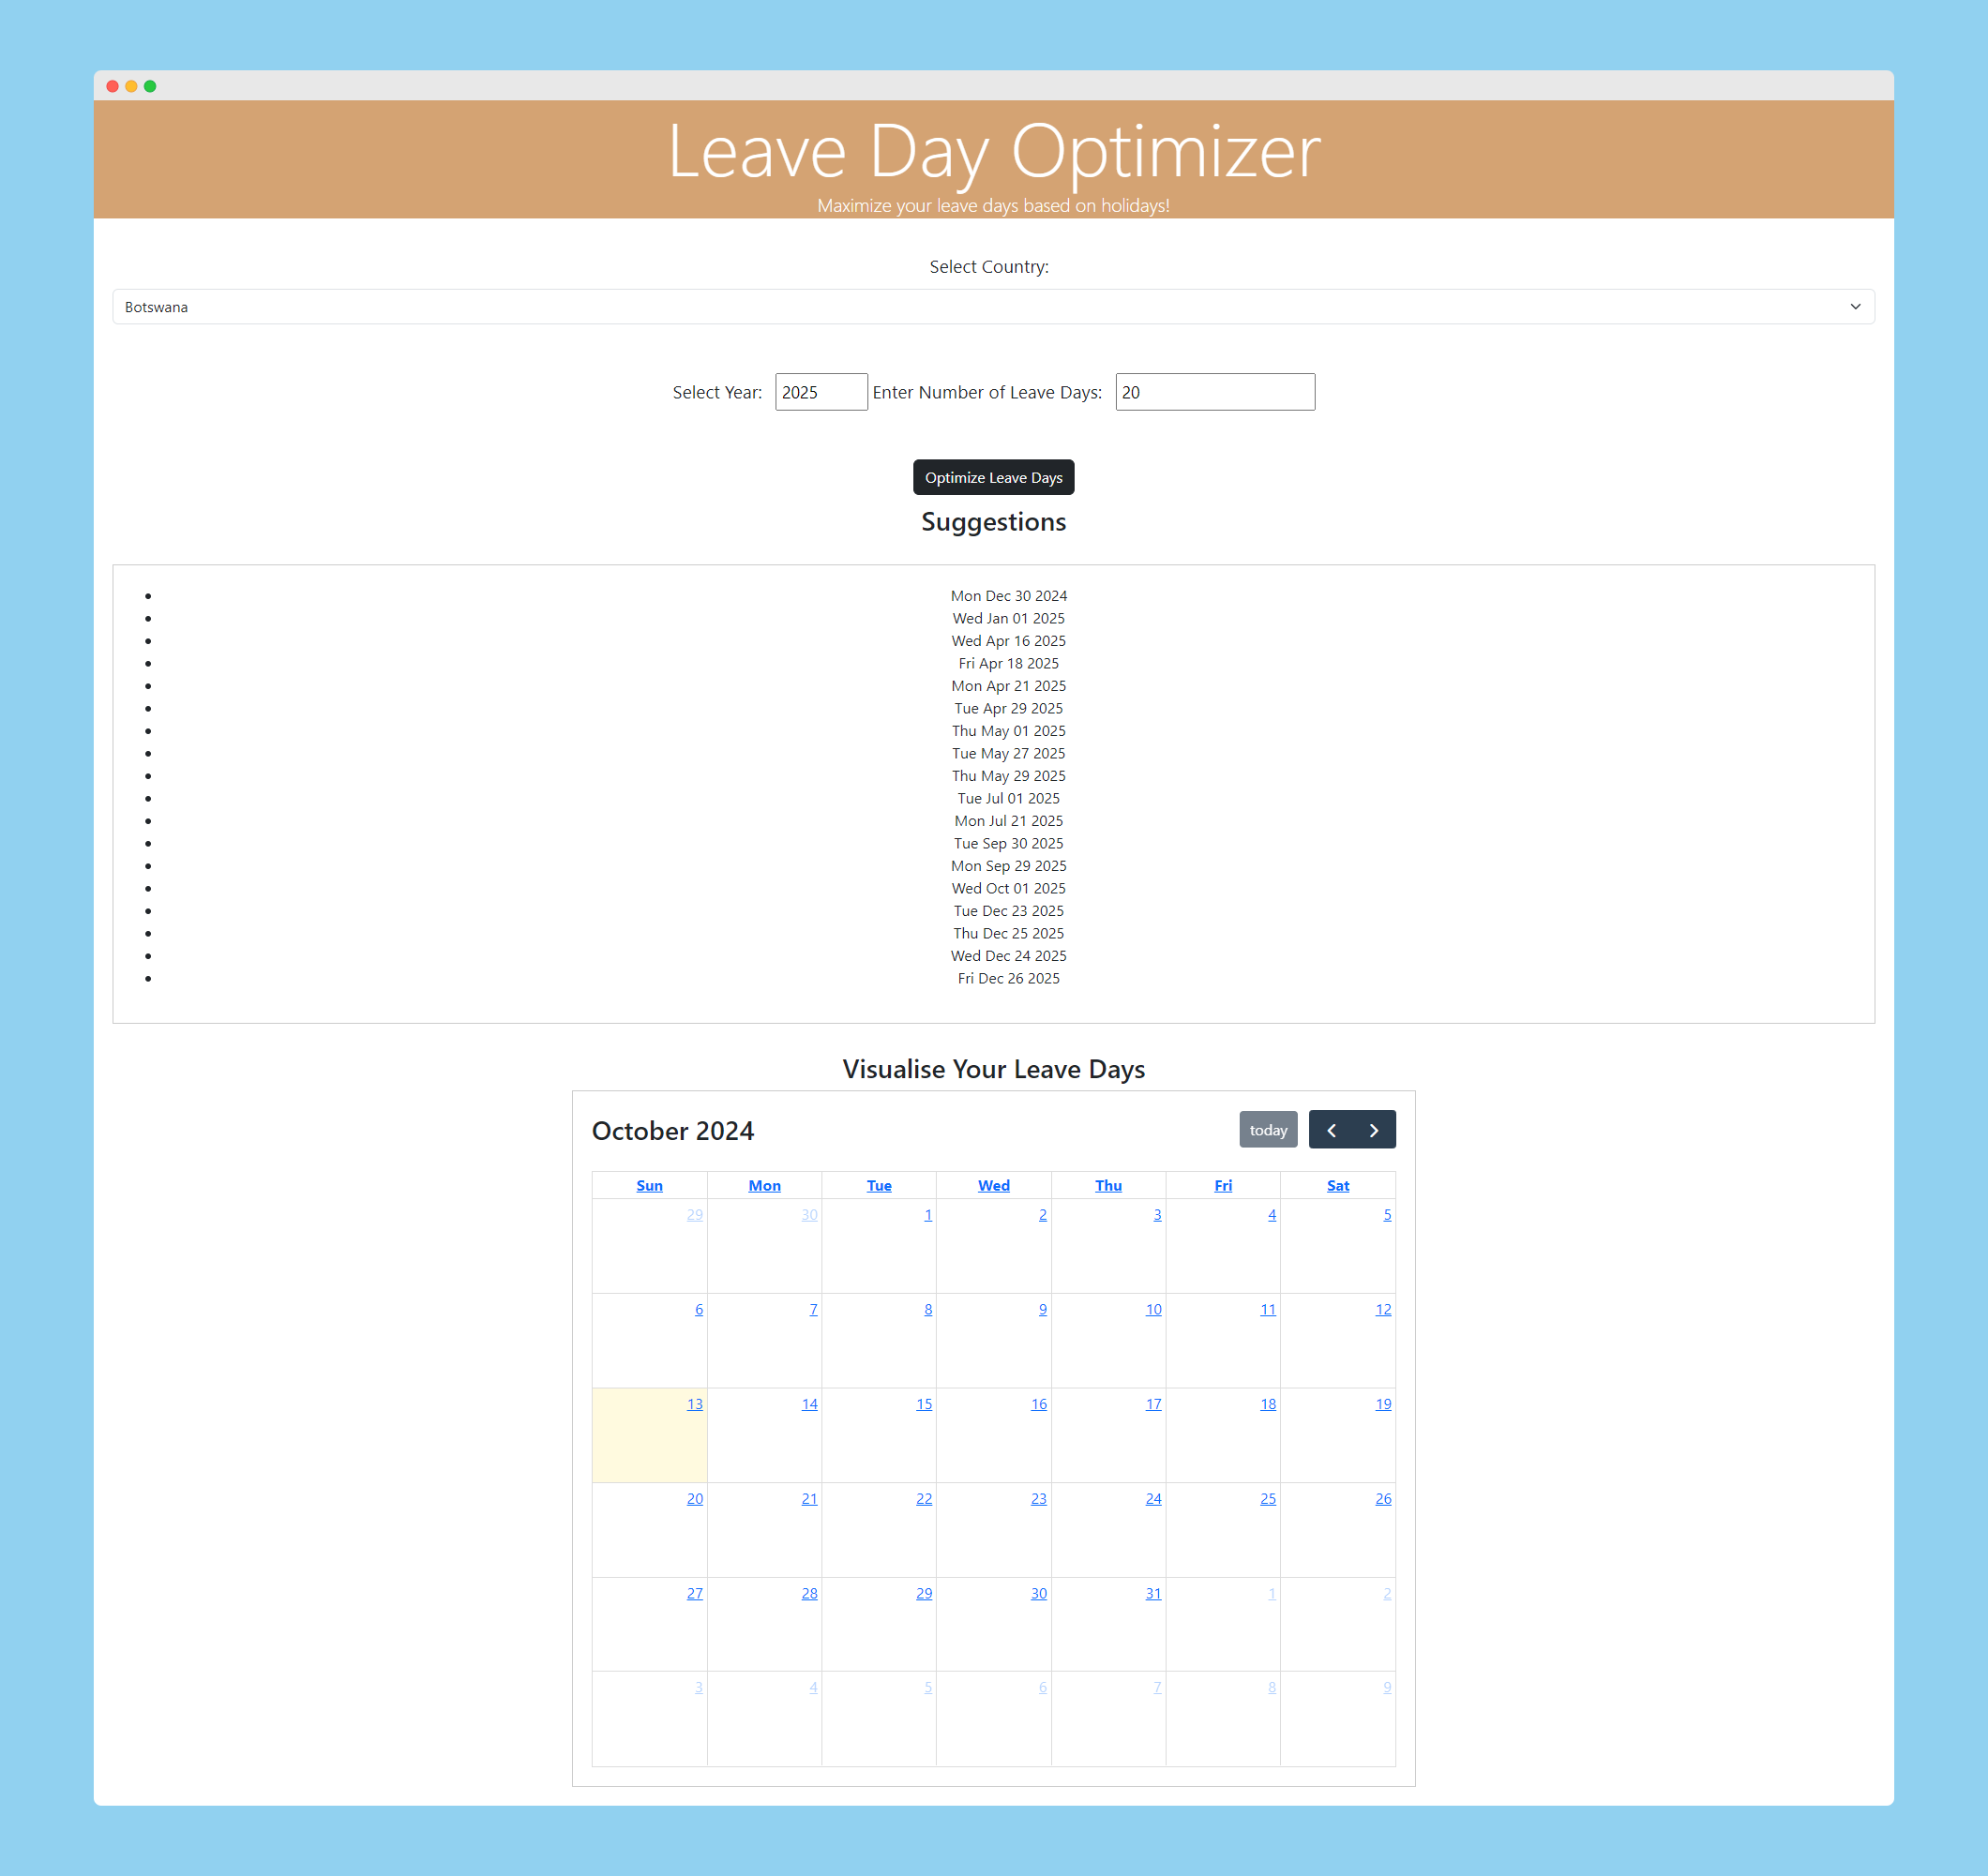 Leave Day Optimizer
Maximize your leave days based on holidays!
Select Country:
Botswana
Select Year: 2025 Enter Number of Leave Days: 20
Optimize Leave Days
Suggestions
Mon Dec 30 2024
Wed Jan 01 2025
Wed Apr 16 2025
Fri Apr 18 2025
Mon Apr 21 2025
Tue Apr 29 2025
Thu May 01 2025
Tue May 27 2025
Thu May 29 2025
Tue Jul 01 2025
Mon Jul 21 2025
Tue Sep 30 2025
Mon Sep 29 2025
Wed Oct 01 2025
Tue Dec 23 2025
Thu Dec 25 2025
Wed Dec 24 2025
Fri Dec 26 2025
Visualise Your Leave Days
October 2024 today
Sun Mon Tue Wed Thu Fri Sat
29 30 1 2 3 4 5
6 7 8 9 10 11 12
13 14 15 16 17 18 19
20 21 22 23 24 25 26
27 28 29 30 31 1 2
3 4 5 6 7 8 9